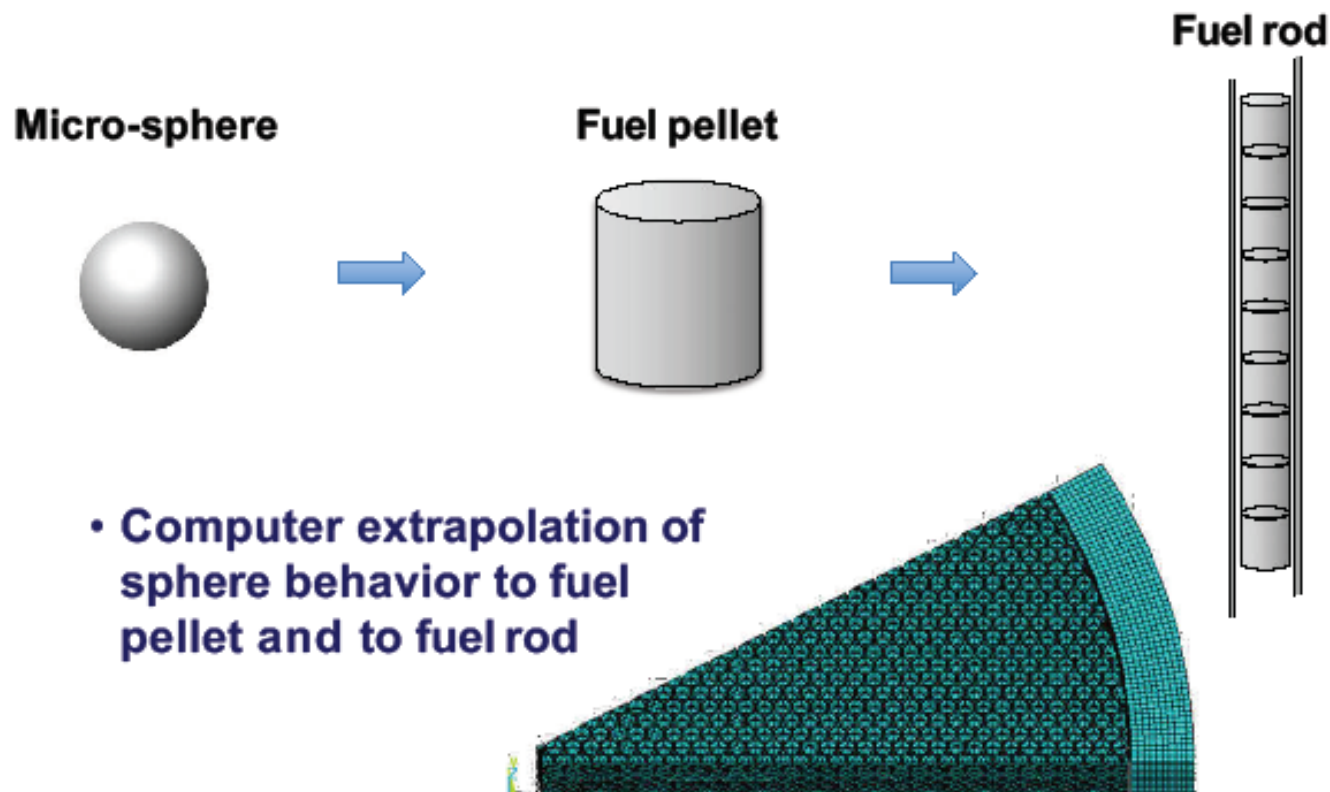 Fuel rod
Micro-sphere
Fuel pellet
• Computer extrapolation of
sphere behavior to fuel
pellet and to fuel rod